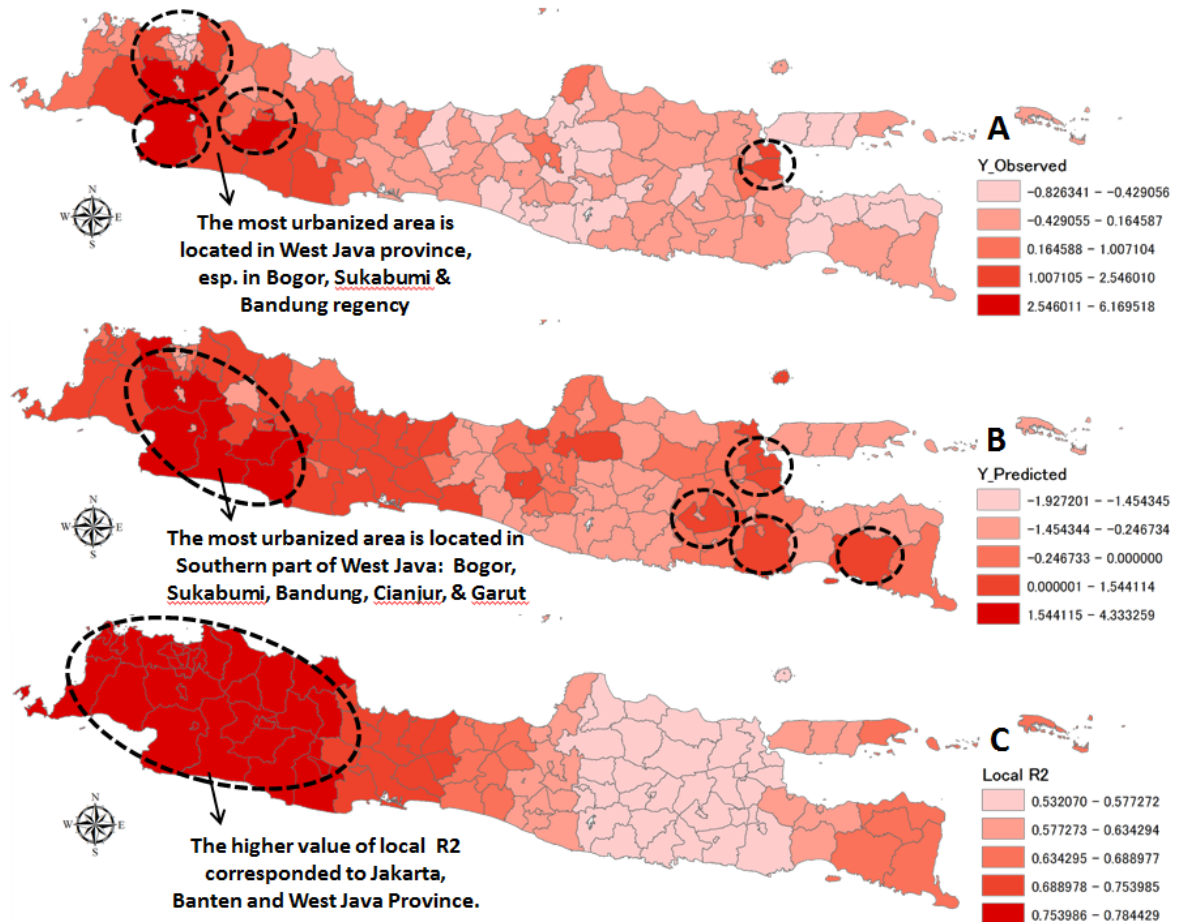 A
Y_Observed
-0.826341 - -0.429056
-0.429055 - 0.164587
0.164588 - 1.007104
1.007105 - 2.546010
2.546011 - 6.169518
N
W E
S
The most urbanized area is
located in West Java province,
esp. in Bogor, Sukabumi &
Bandung regency
B
Y_Predicted
-1.927201 - -1.454345
-1.454344 - -0.246734
-0.246733 - 0.000000
0.000001 - 1.544114
1.544115 - 4.333259
N
W E
S
The most urbanized area is located in
Southern part of West Java: Bogor,
Sukabumi, Bandung, Cianjur, & Garut
C
Local R2
0.532070 - 0.577272
0.577273 - 0.634294
0.634295 - 0.688977
0.688978 - 0.753985
0.753986 - 0.784429
N
W E
S
The higher value of local R2
corresponded to Jakarta,
Banten and West Java Province.